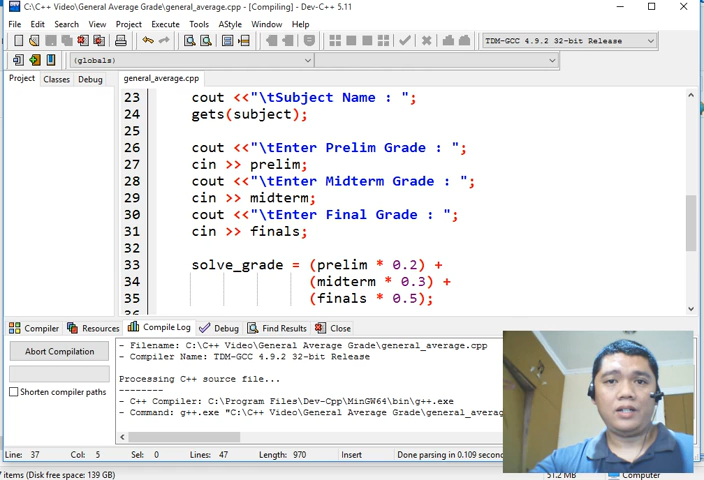 C:\C++ Video\General Average Grade\general_average.cpp - [Compiling] - Dev-C++ 5.11
File Edit Search View Project Execute Tools AStyle Window Help
TDM-GCC 4.9.2 32-bit Release
(globals)
Project Classes Debug general_average.cpp
23 cout <<"\tSubject Name : ";
24 gets(subject);
25
26 cout <<"\tEnter Prelim Grade : ";
27 cin >> prelim;
28 cout <<"\tEnter Midterm Grade : ";
29 cin >> midterm;
30 cout <<"\tEnter Final Grade : ";
31 cin >> finals;
32
33 solve_grade = (prelim * 0.2) +
34 (midterm * 0.3) +
35 (finals * 0.5);
Compiler Resources Compile Log Debug Find Results Close
Abort Compilation
Shorten compiler paths
- Filename: C:\C++ Video\General Average Grade\general_average.cpp
- Compiler Name: TDM-GCC 4.9.2 32-bit Release
Processing C++ source file...
--------
- C++ Compiler: C:\Program Files\Dev-Cpp\MinGW64\bin\g++.exe
- Command: g++.exe "C:\C++ Video\General Average Grade\general_average
Line: 37 Col: 5 Sel: 0 Lines: 47 Length: 970 Insert Done parsing in 0.109 second
7 items (Disk free space: 139 GB)
51.2 MB Computer